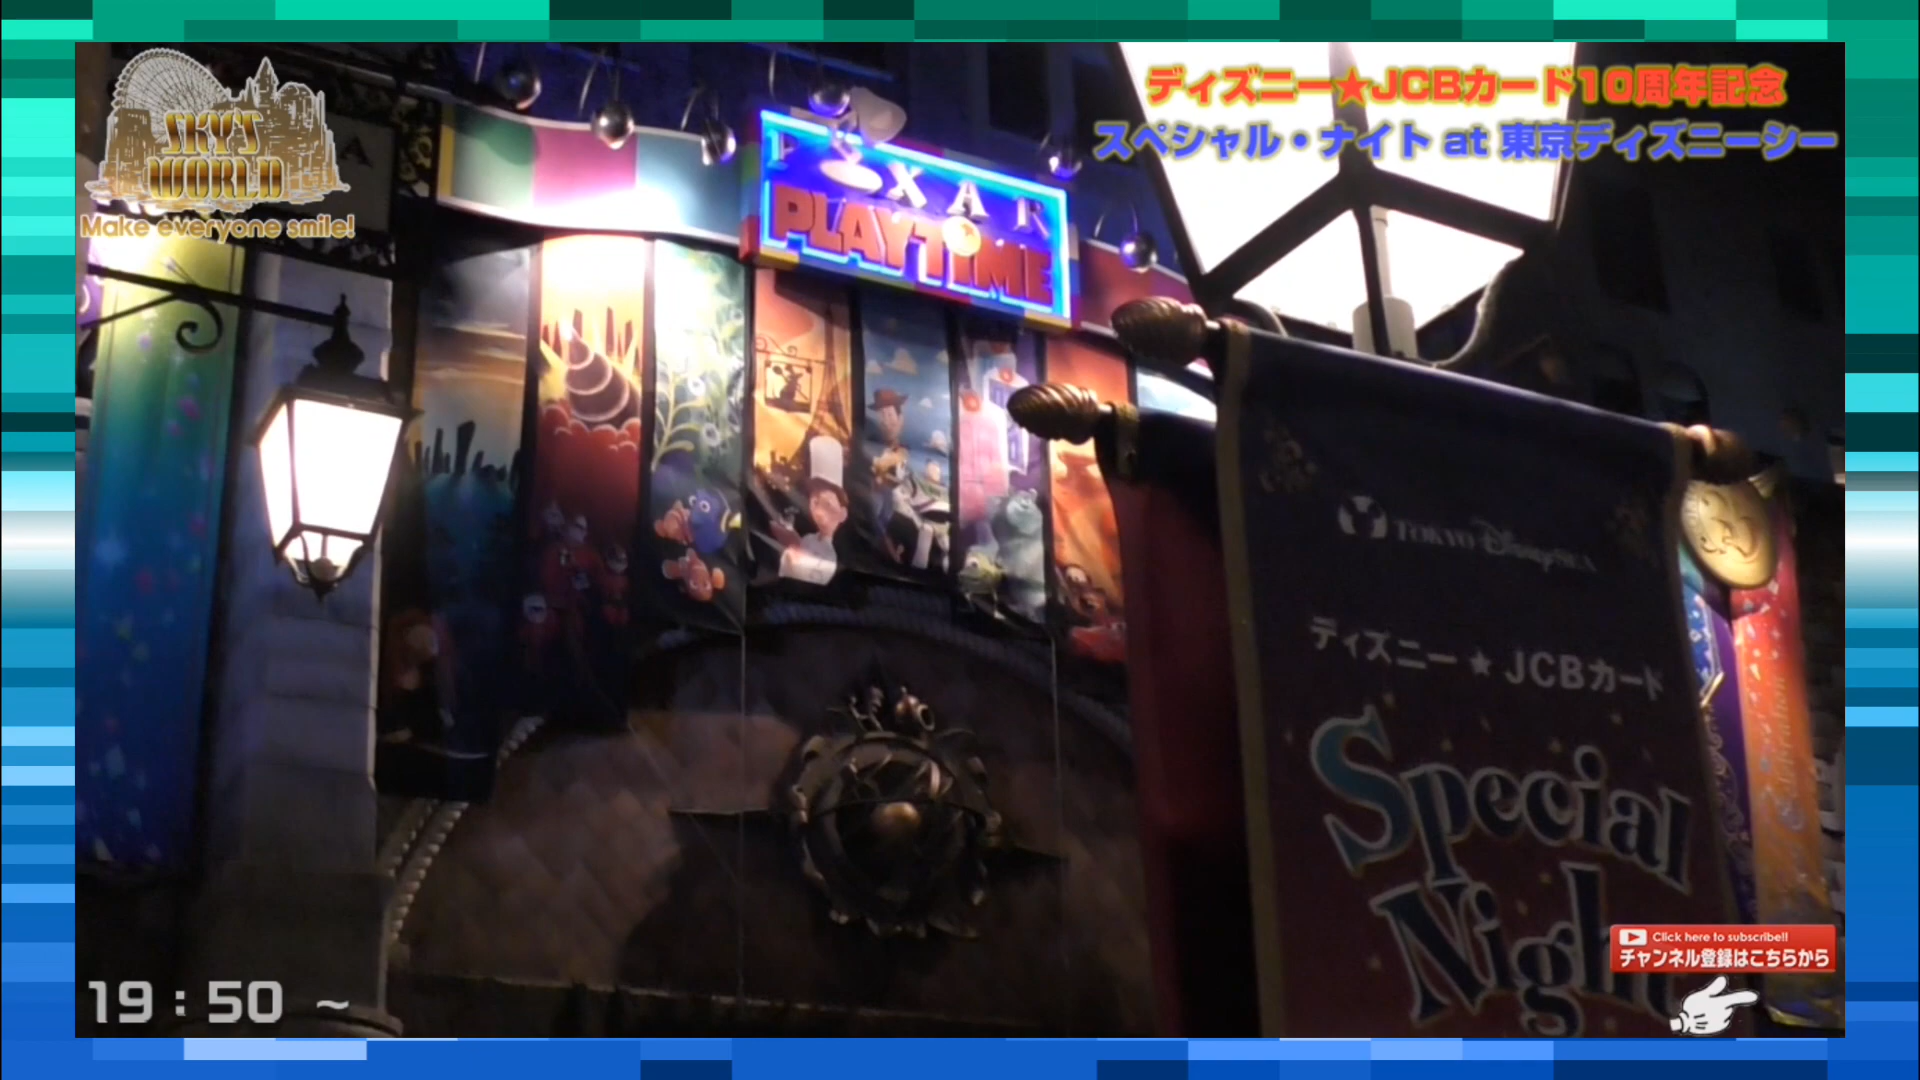 SKY'S
WORLD
Make everyone smile!
ディズニー★JCBカード10周年記念
スペシャル・ナイト at 東京ディズニーシー
PIXAR
PLAYTIME
TOKYO DisneySEA
ディズニー★JCBカード
Special
Night
Click here to subscribe!!
チャンネル登録はこちらから
19:50 ~